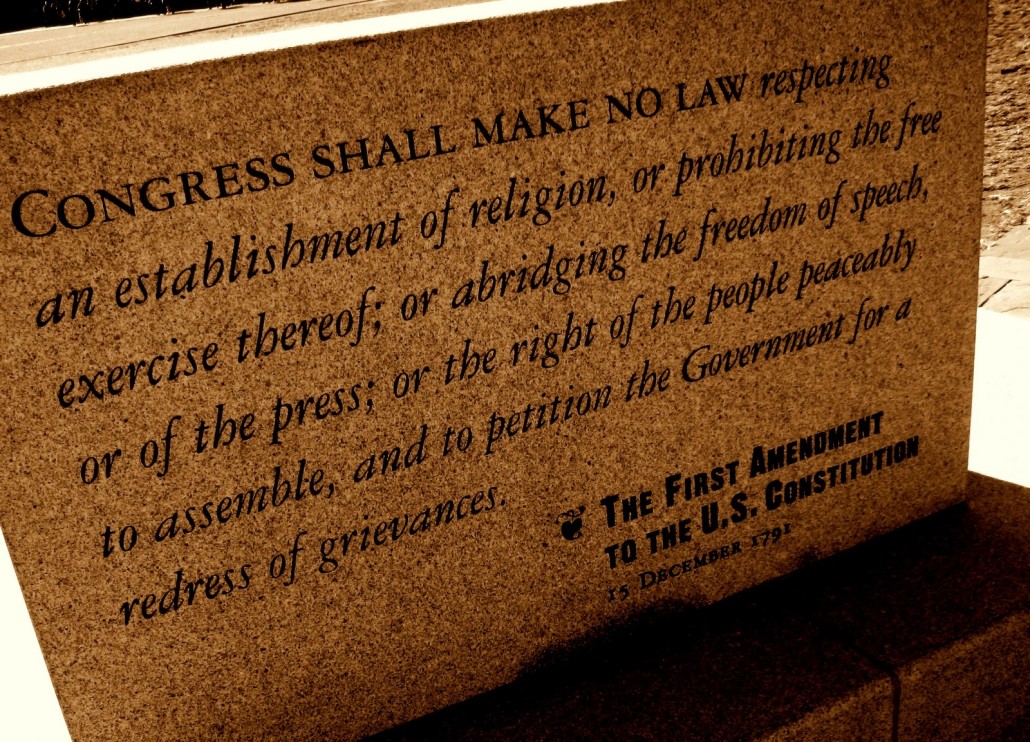 CONGRESS SHALL MAKE NO LAW respecting
an establishment of religion, or prohibiting the free
exercise thereof; or abridging the freedom of speech,
or of the press; or the right of the people peaceably
to assemble, and to petition the Government for a
redress of grievances.
THE FIRST AMENDMENT
TO THE U.S. CONSTITUTION
15 DECEMBER 1791